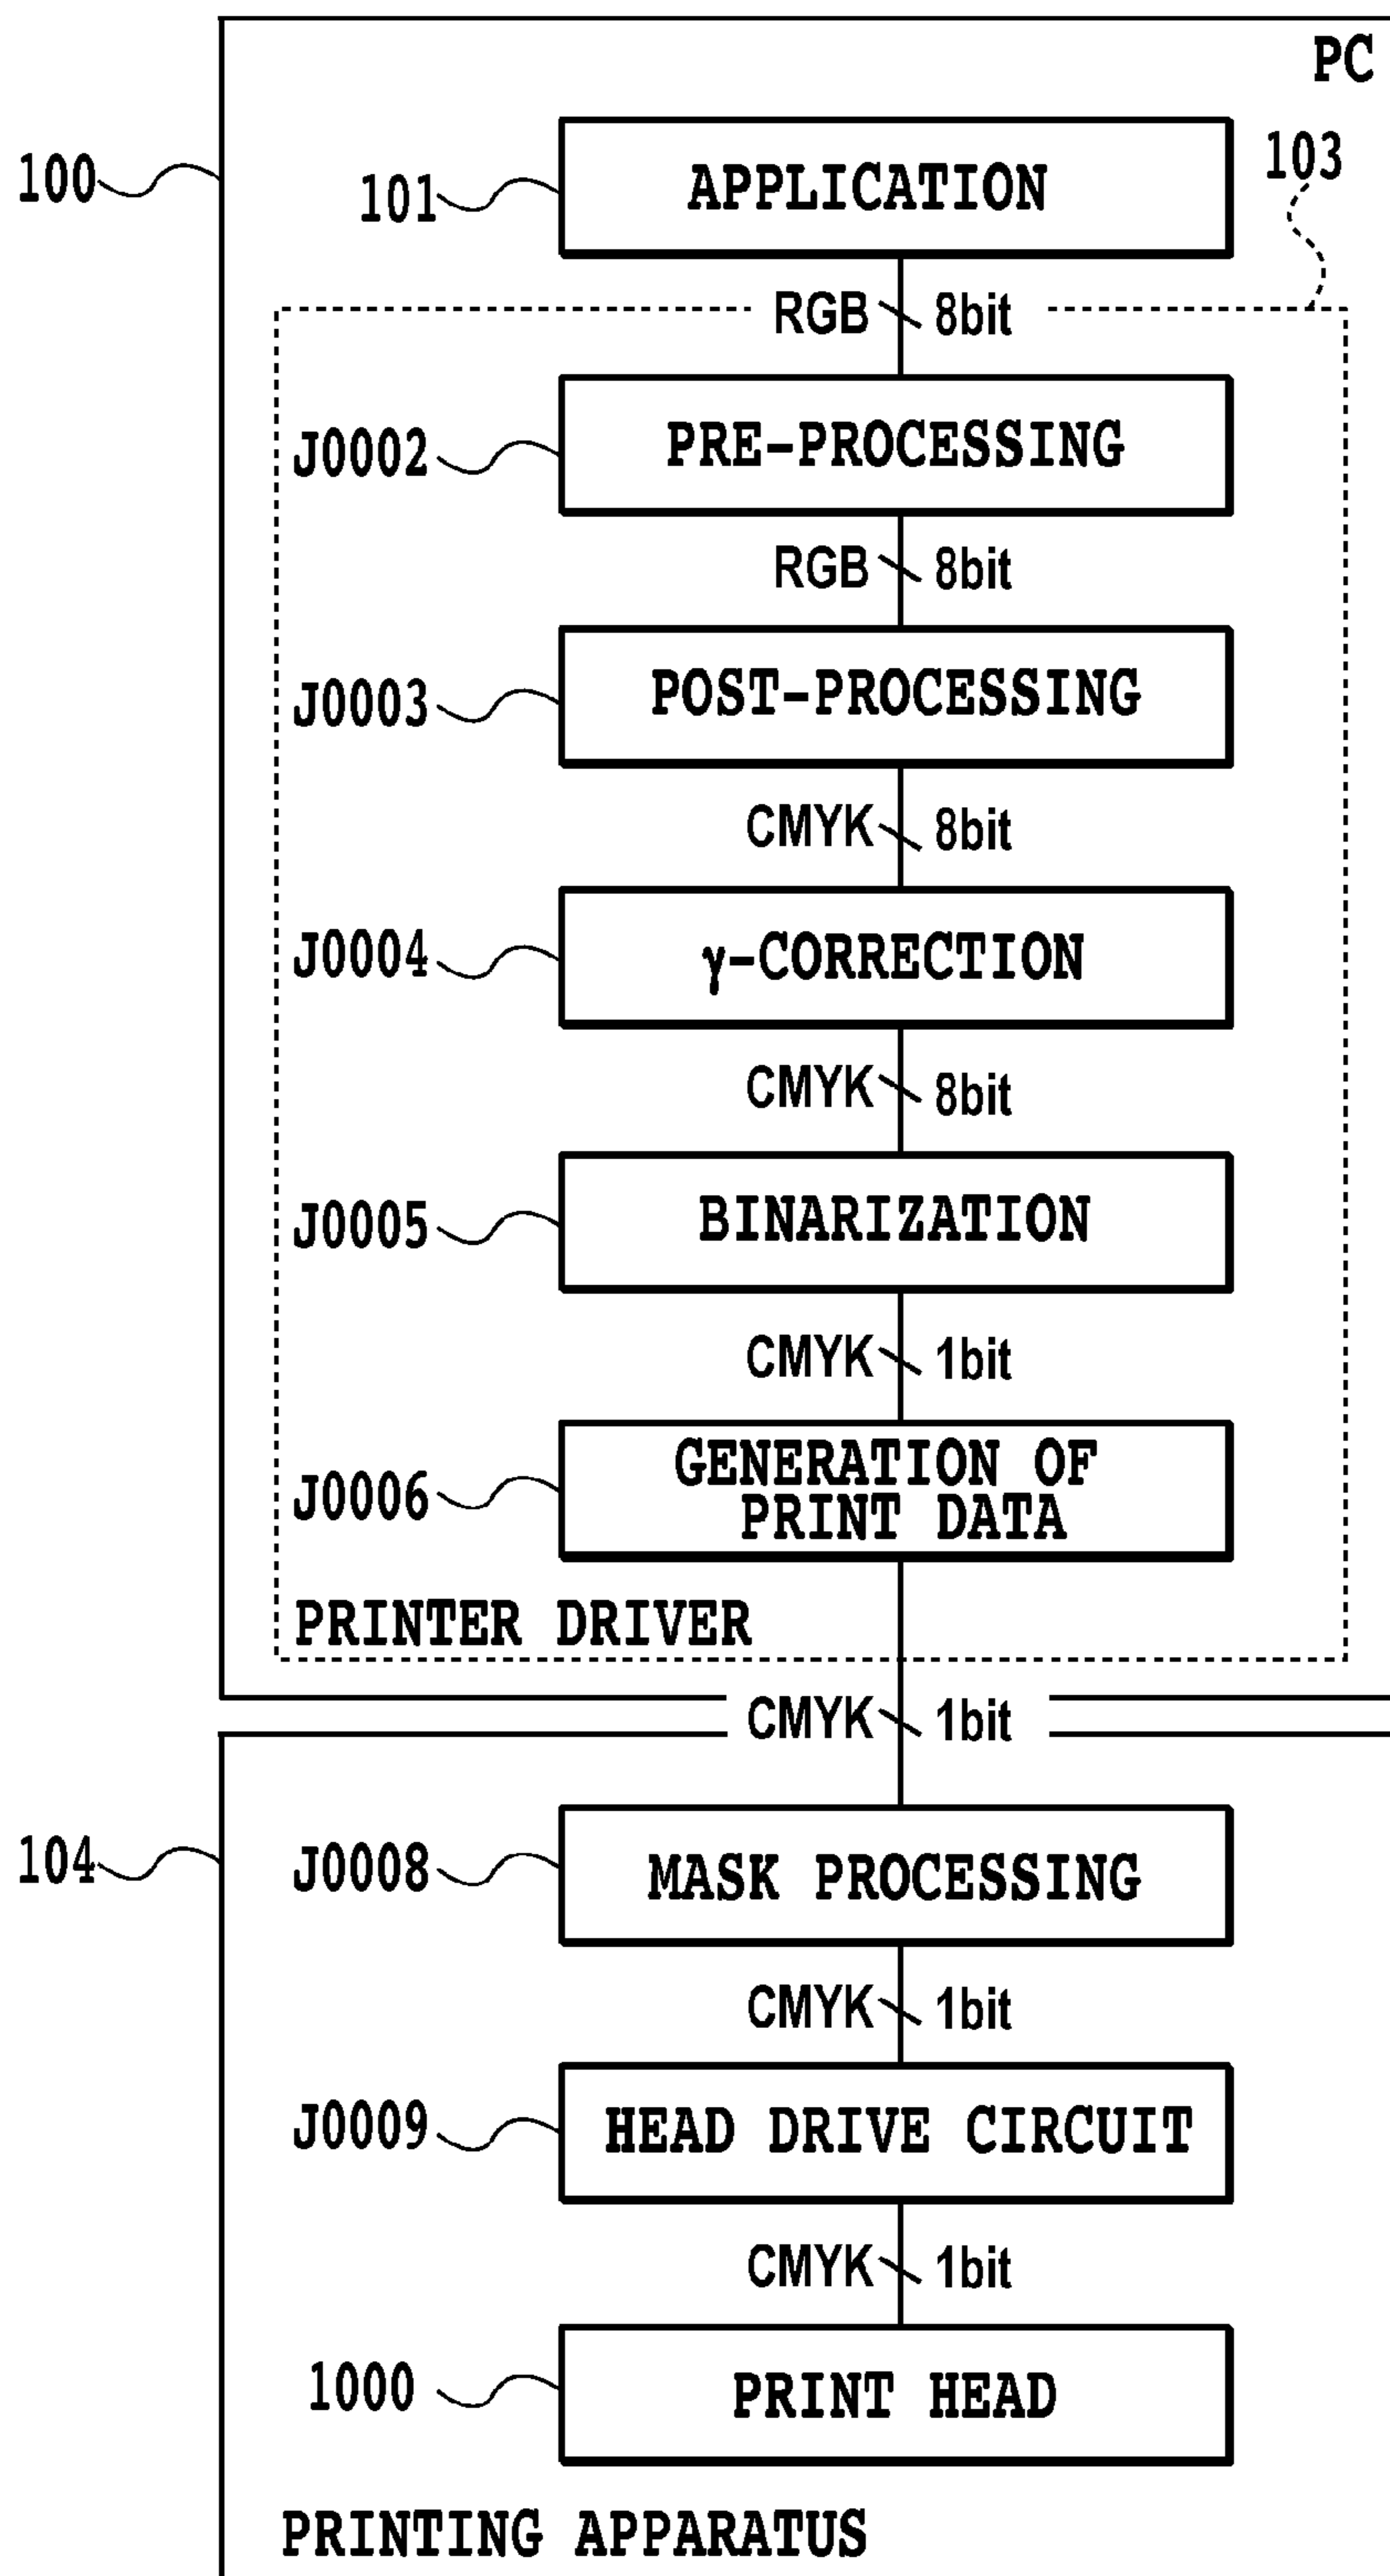 PC
100
101
APPLICATION
103
RGB 8bit
J0002
PRE-PROCESSING
RGB 8bit
J0003
POST-PROCESSING
CMYK 8bit
J0004
γ-CORRECTION
CMYK 8bit
J0005
BINARIZATION
CMYK 1bit
J0006
GENERATION OF
PRINT DATA
PRINTER DRIVER
CMYK 1bit
104
J0008
MASK PROCESSING
CMYK 1bit
J0009
HEAD DRIVE CIRCUIT
CMYK 1bit
1000
PRINT HEAD
PRINTING APPARATUS